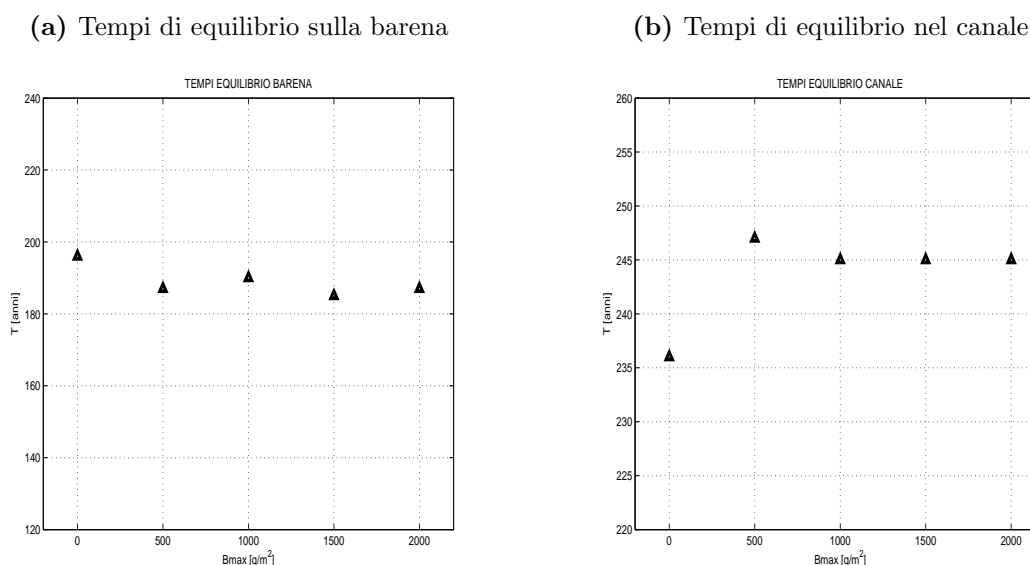 (a) Tempi di equilibrio sulla barena
TEMPI EQUILIBRIO BARENA
240
220
200
180
160
140
120
T [anni]
0 500 1000 1500 2000
Bmax [g/m²]
(b) Tempi di equilibrio nel canale
TEMPI EQUILIBRIO CANALE
260
255
250
245
240
235
230
225
220
T [anni]
0 500 1000 1500 2000
Bmax [g/m²]